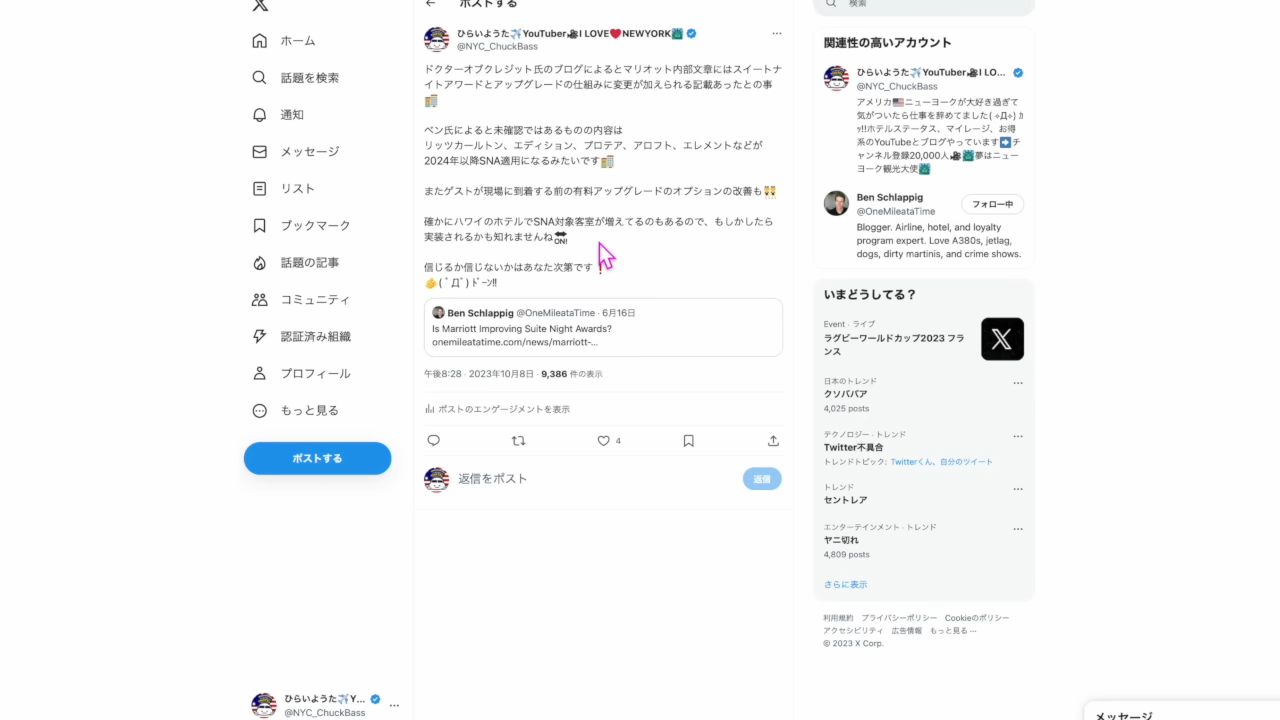 ホーム
話題を検索
通知
メッセージ
リスト
ブックマーク
話題の記事
コミュニティ
認証済み組織
プロフィール
もっと見る
ポストする
ひらいようた✈️Y...
@NYC_ChuckBass
ポストする
ひらいようた✈️YouTuber🎥I LOVE❤️NEWYORK🗽
@NYC_ChuckBass
ドクターオブクレジット氏のブログによるとマリオット内部文章にはスイートナ
イトアワードとアップグレードの仕組みに変更が加えられる記載あったとの事
🏨
ベン氏によると未確認ではあるものの内容は
リッツカールトン、エディション、プロテア、アロフト、エレメントなどが
2024年以降SNA適用になるみたいです🏨
またゲストが現場に到着する前の有料アップグレードのオプションの改善も👯
確かにハワイのホテルでSNA対象客室が増えてるのもあるので、もしかしたら
実装されるかも知れませんね🔛
信じるか信じないかはあなた次第です❗
🫵( ﾟДﾟ)ﾄﾞｰﾝ!!
Ben Schlappig @OneMileataTime · 6月16日
Is Marriott Improving Suite Night Awards?
onemileatatime.com/news/marriott-...
午後8:28 · 2023年10月8日 · 9,386 件の表示
ポストのエンゲージメントを表示
4
返信をポスト
返信
検索
関連性の高いアカウント
ひらいようた✈️YouTuber🎥I LO...
@NYC_ChuckBass
アメリカ🇺🇸ニューヨークが大好き過ぎて
気がついたら仕事を辞めてました( ✧Д✧) ｶ
ｯ!!ホテルステータス、マイレージ、お得
系のYouTubeとブログやっています➡️チ
ャンネル登録20,000人🎥🗽夢はニュー
ヨーク観光大使🗽
Ben Schlappig
@OneMileataTime
フォロー中
Blogger. Airline, hotel, and loyalty
program expert. Love A380s, jetlag,
dogs, dirty martinis, and crime shows.
いまどうしてる？
Event · ライブ
ラグビーワールドカップ2023 フラ
ンス
日本のトレンド
クソババア
4,025 posts
テクノロジー · トレンド
Twitter不具合
トレンドトピック: Twitterくん、自分のツイート
トレンド
セントレア
エンターテインメント · トレンド
ヤニ切れ
4,809 posts
さらに表示
利用規約 プライバシーポリシー Cookieのポリシー
アクセシビリティ 広告情報 もっと見る ···
© 2023 X Corp.
メッセージ